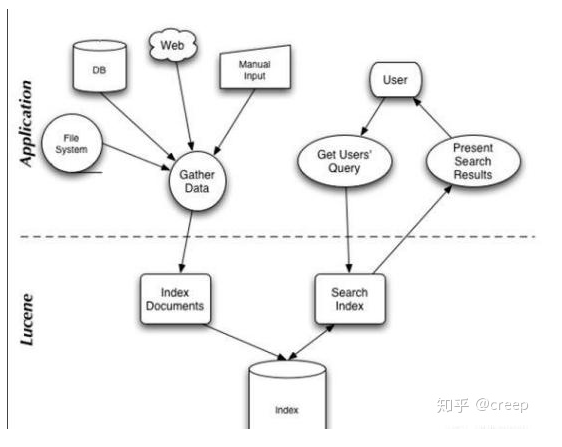 Application
DB
Web
Manual
Input
File
System
Gather
Data
User
Get Users'
Query
Present
Search
Results
Lucene
Index
Documents
Search
Index
Index
知乎 @creep